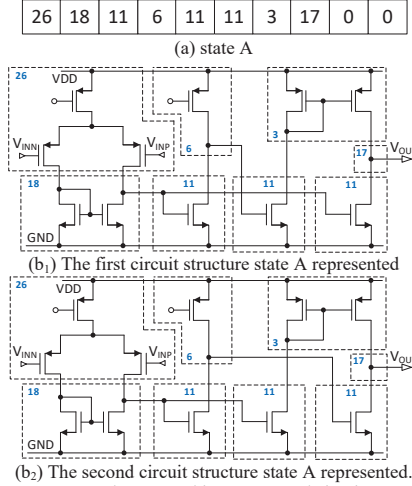 26 18 11 6 11 11 3 17 0 0
(a) state A
26
VDD
V_INN
V_INP
6
3
17
V_OU
18
11
11
11
GND
(b₁) The first circuit structure state A represented
26
VDD
V_INN
V_INP
6
3
17
V_OU
18
11
11
11
GND
(b₂) The second circuit structure state A represented.